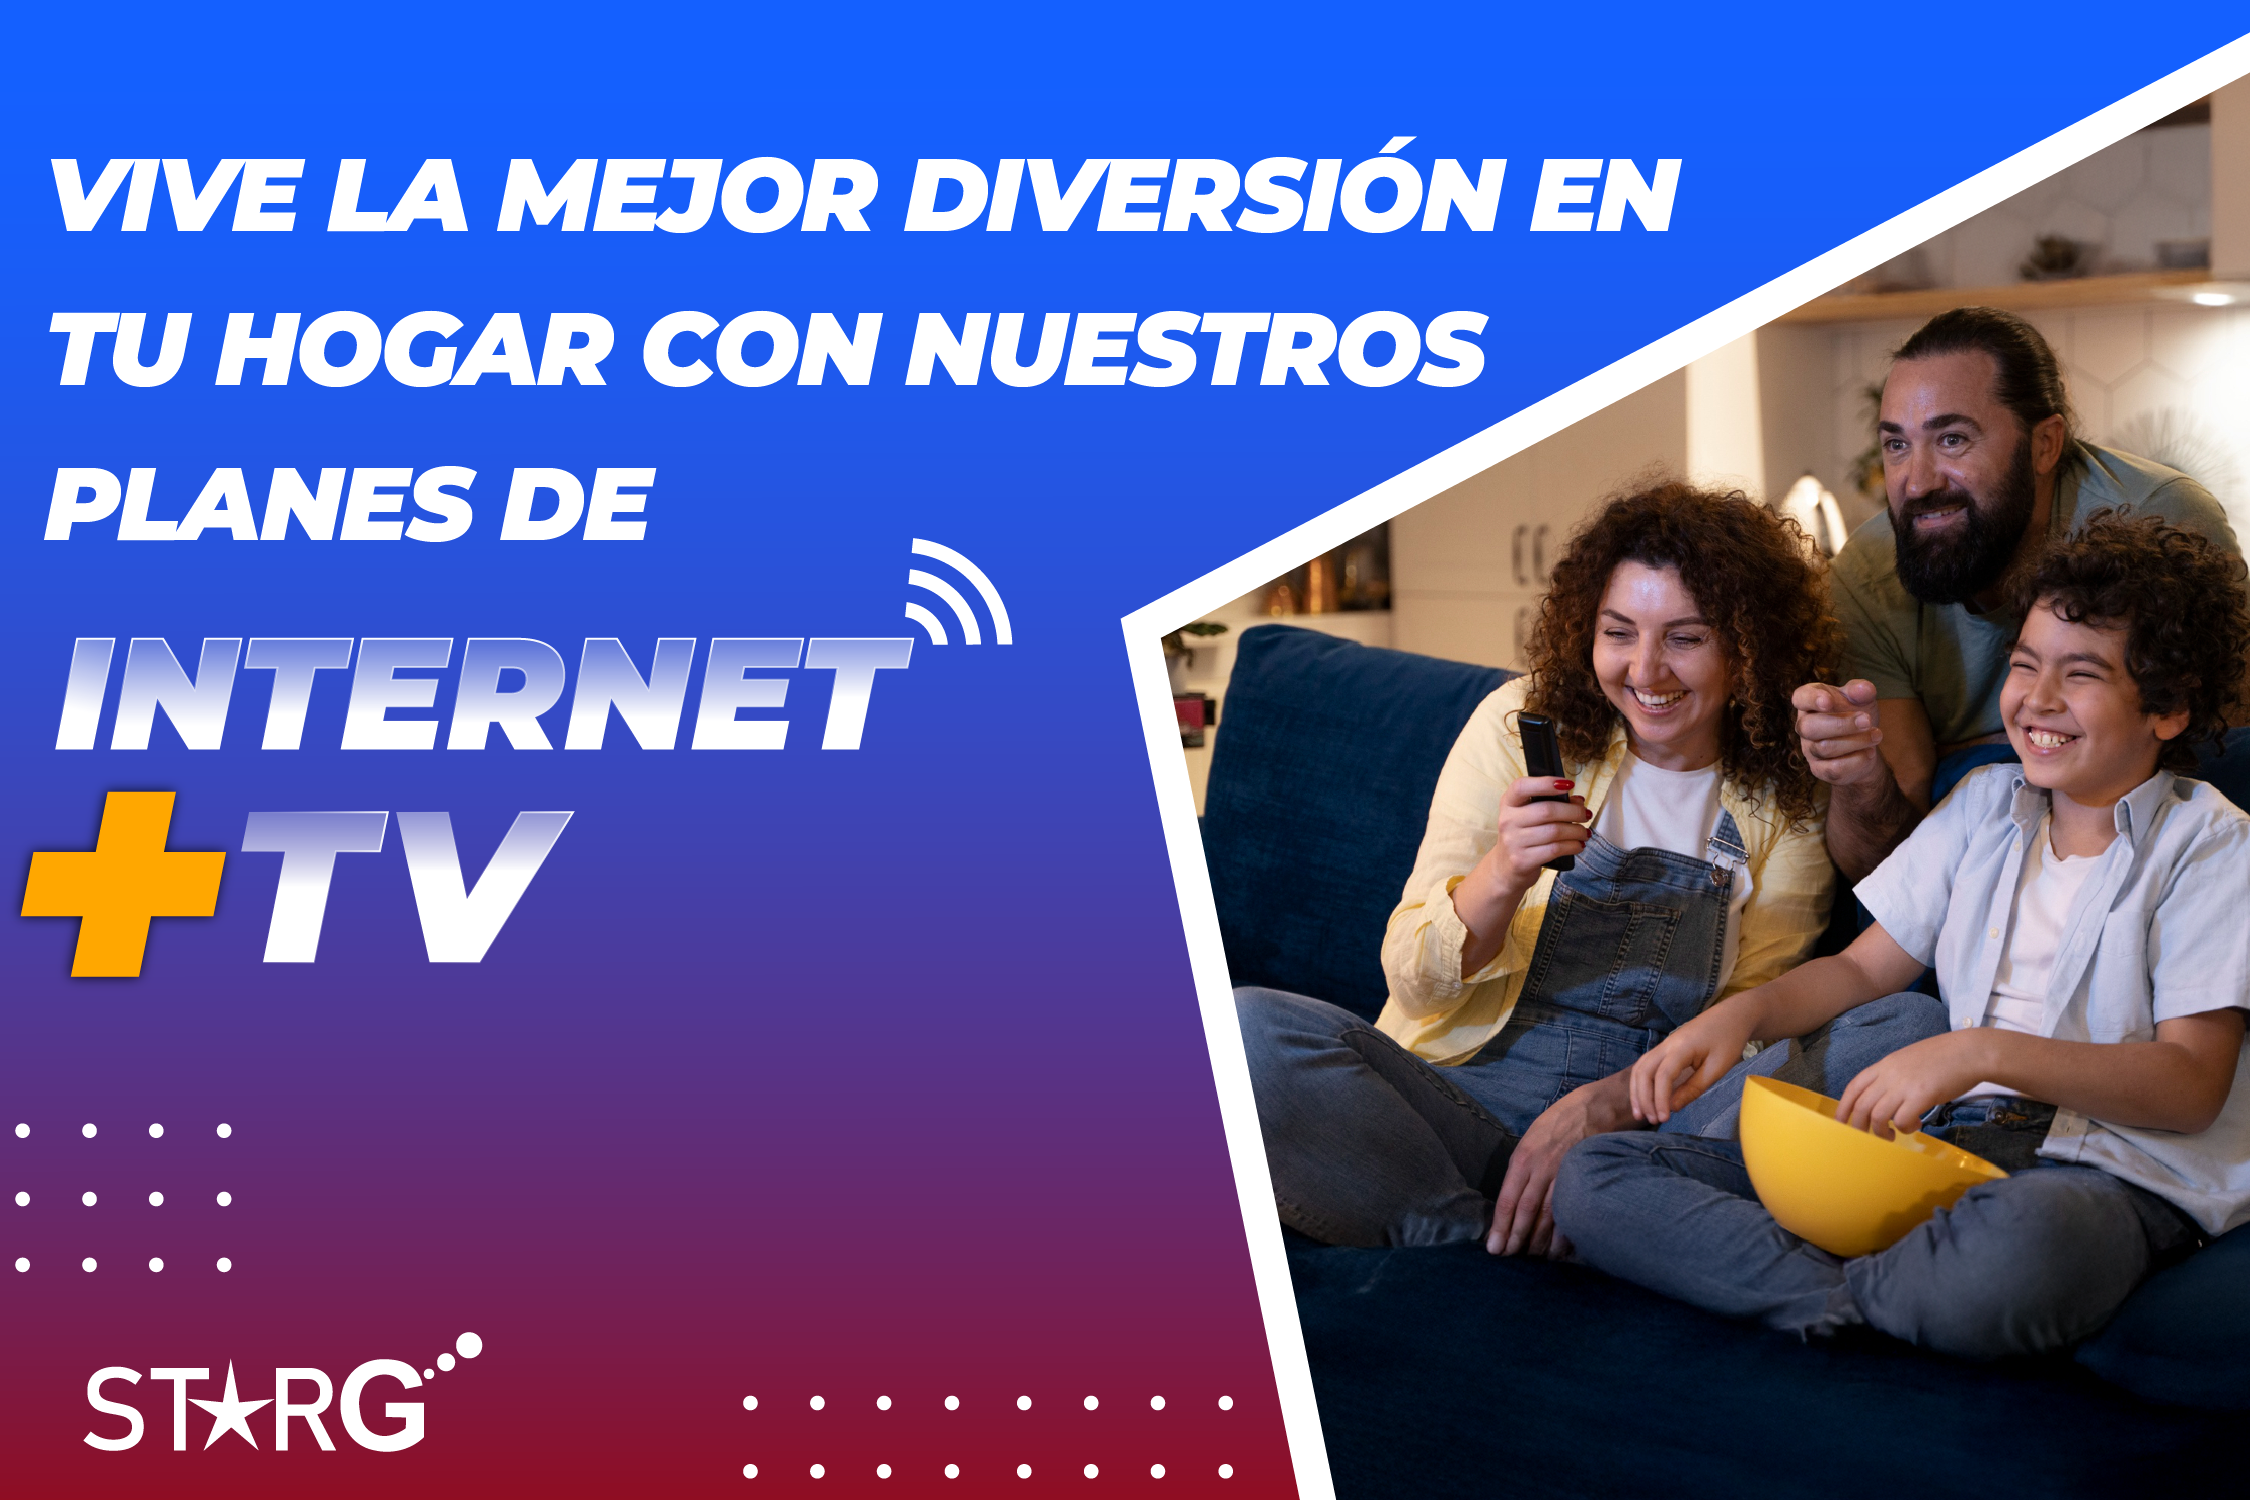 VIVE LA MEJOR DIVERSIÓN EN
TU HOGAR CON NUESTROS
PLANES DE
INTERNET
+TV
STARG